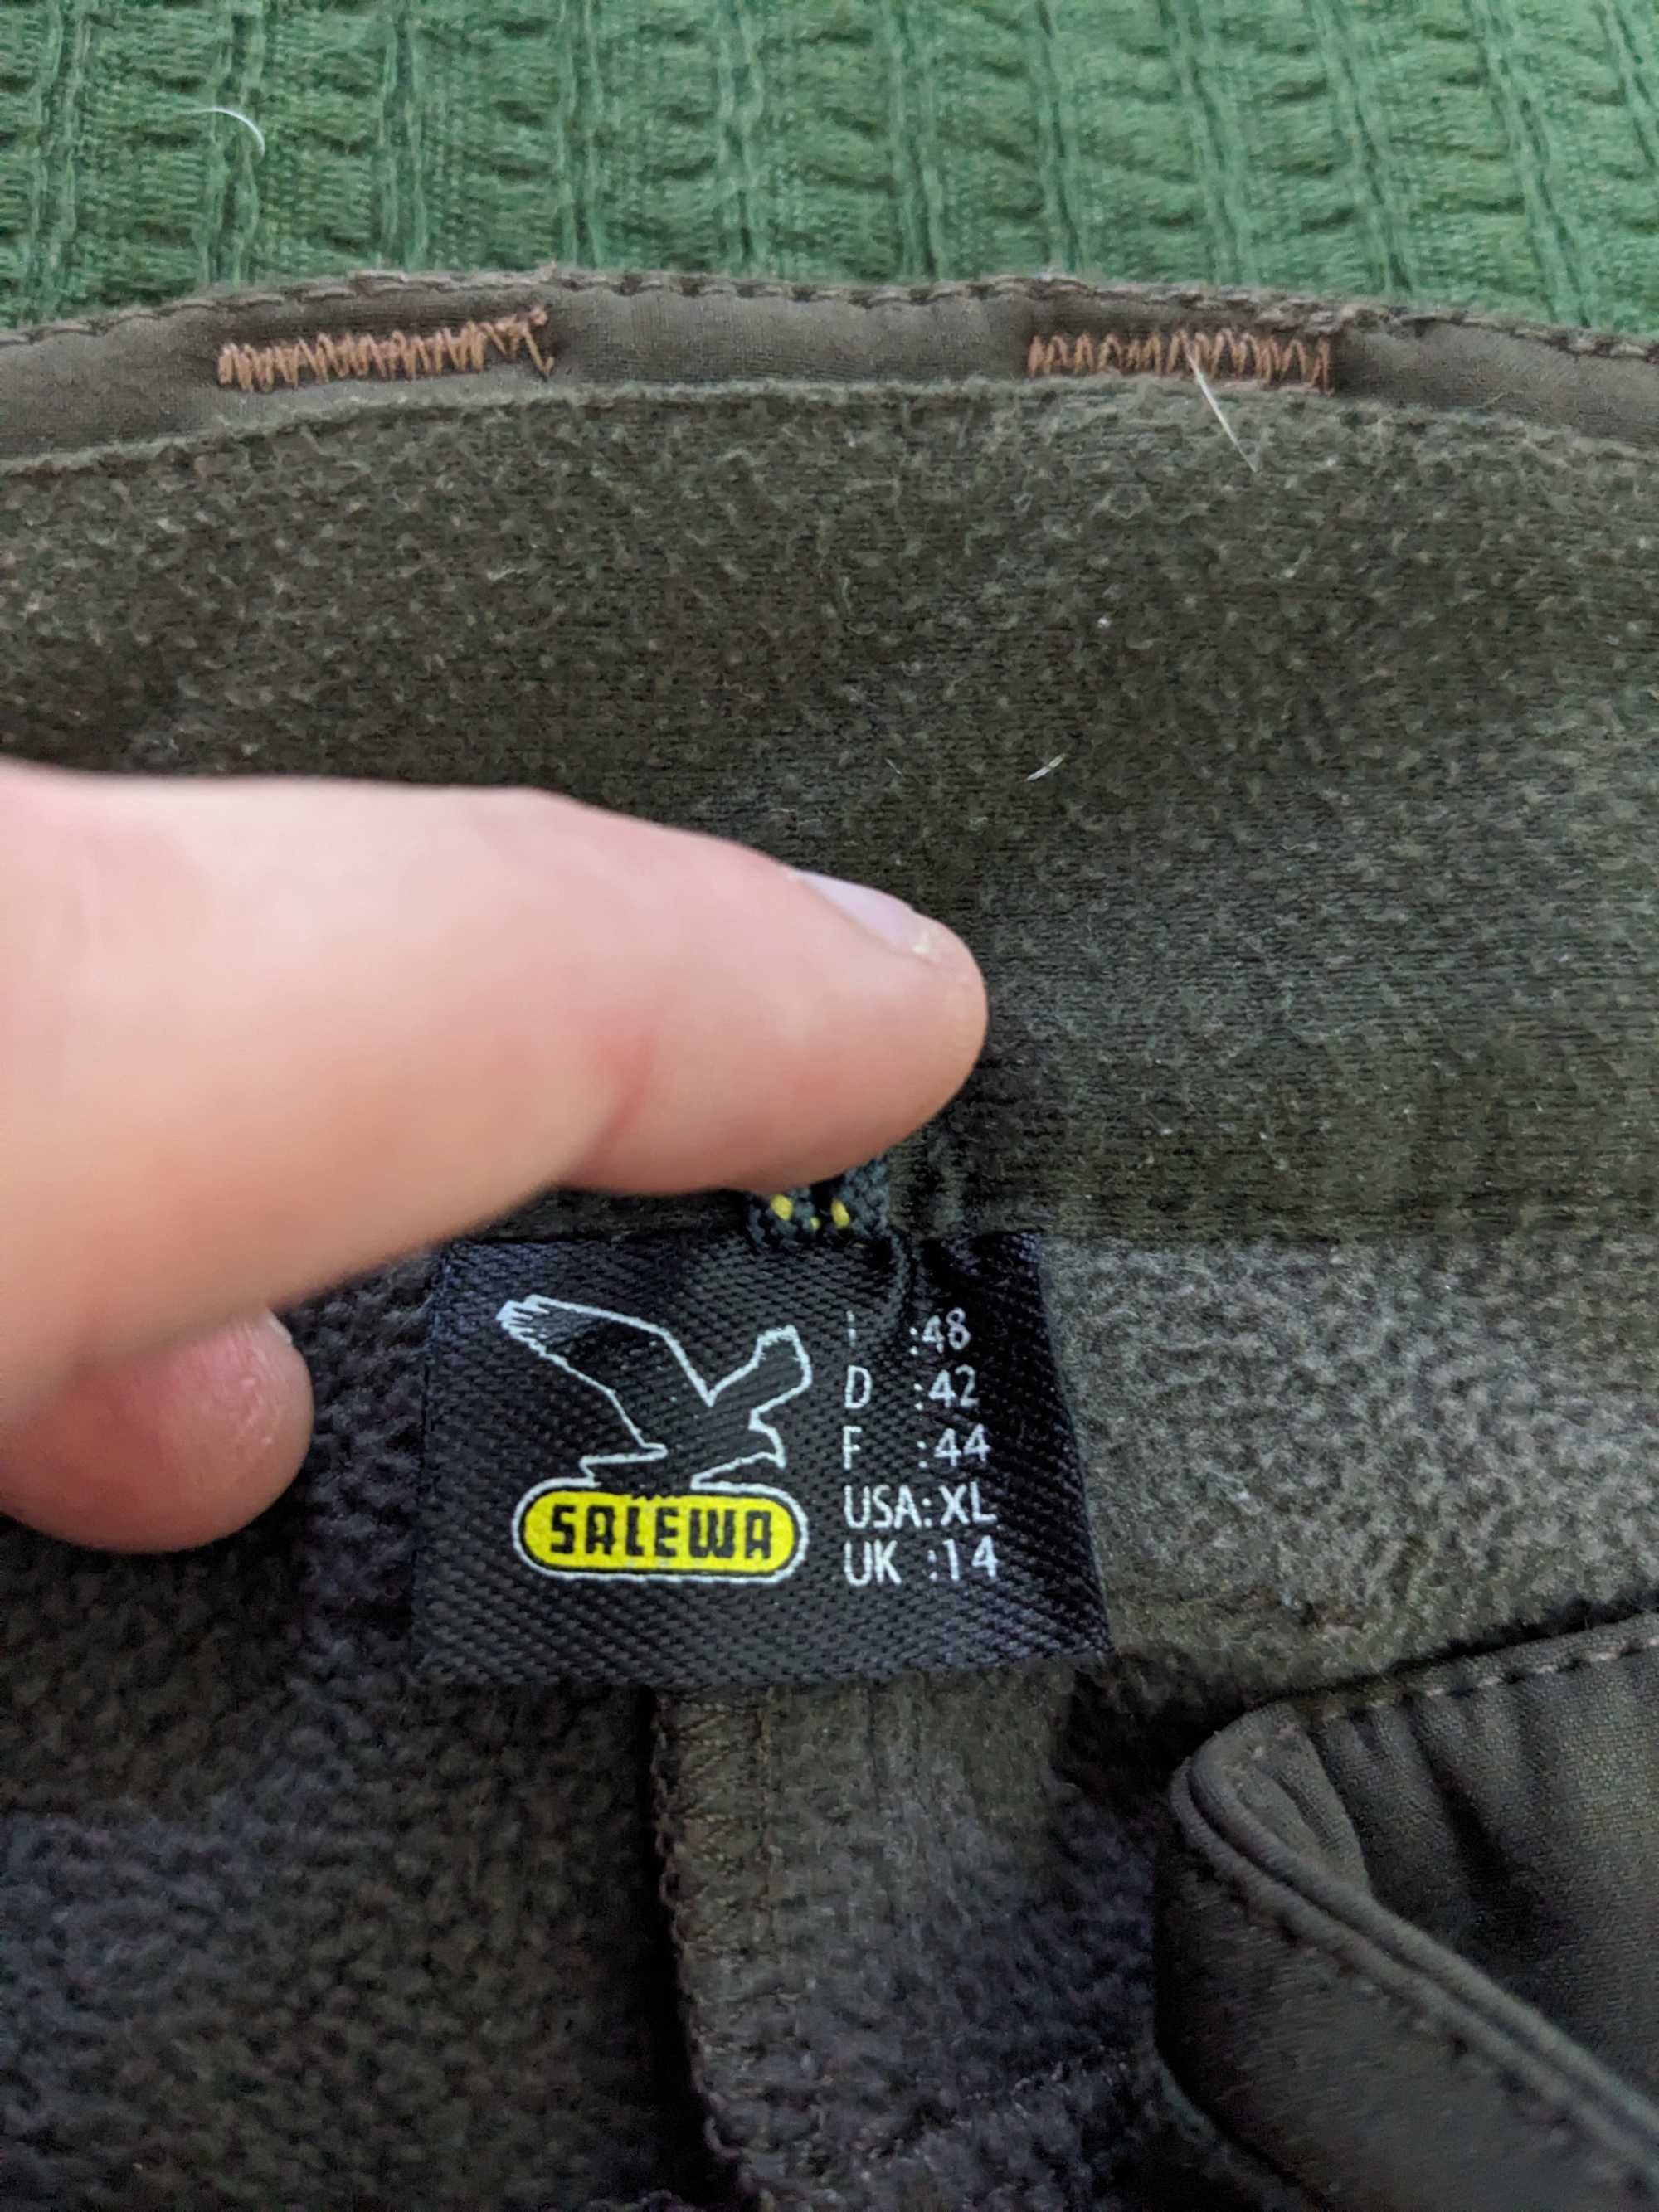 SALEWA
I :48
D :42
F :44
USA: XL
UK :14